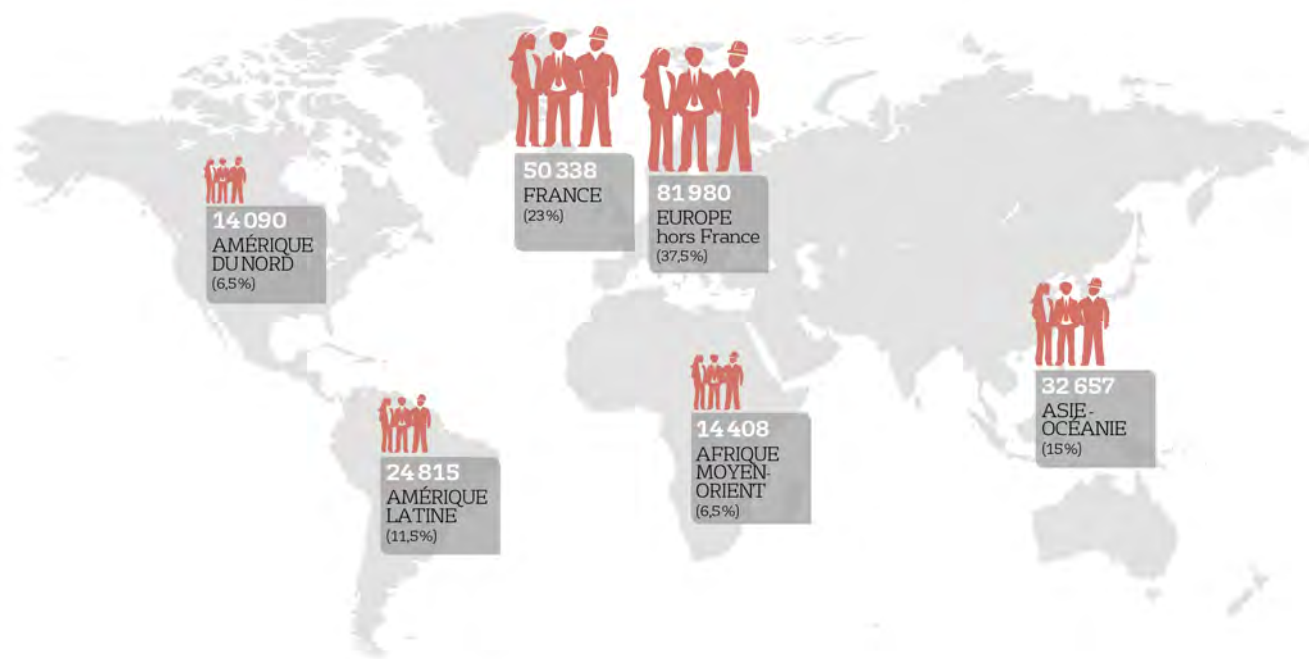 50 338
FRANCE
(23%)
81 980
EUROPE
hors France
(37,5%)
14 090
AMÉRIQUE
DU NORD
(6,5%)
32 657
ASIE-
OCÉANIE
(15%)
14 408
AFRIQUE
MOYEN-
ORIENT
(6,5%)
24 815
AMÉRIQUE
LATINE
(11,5%)